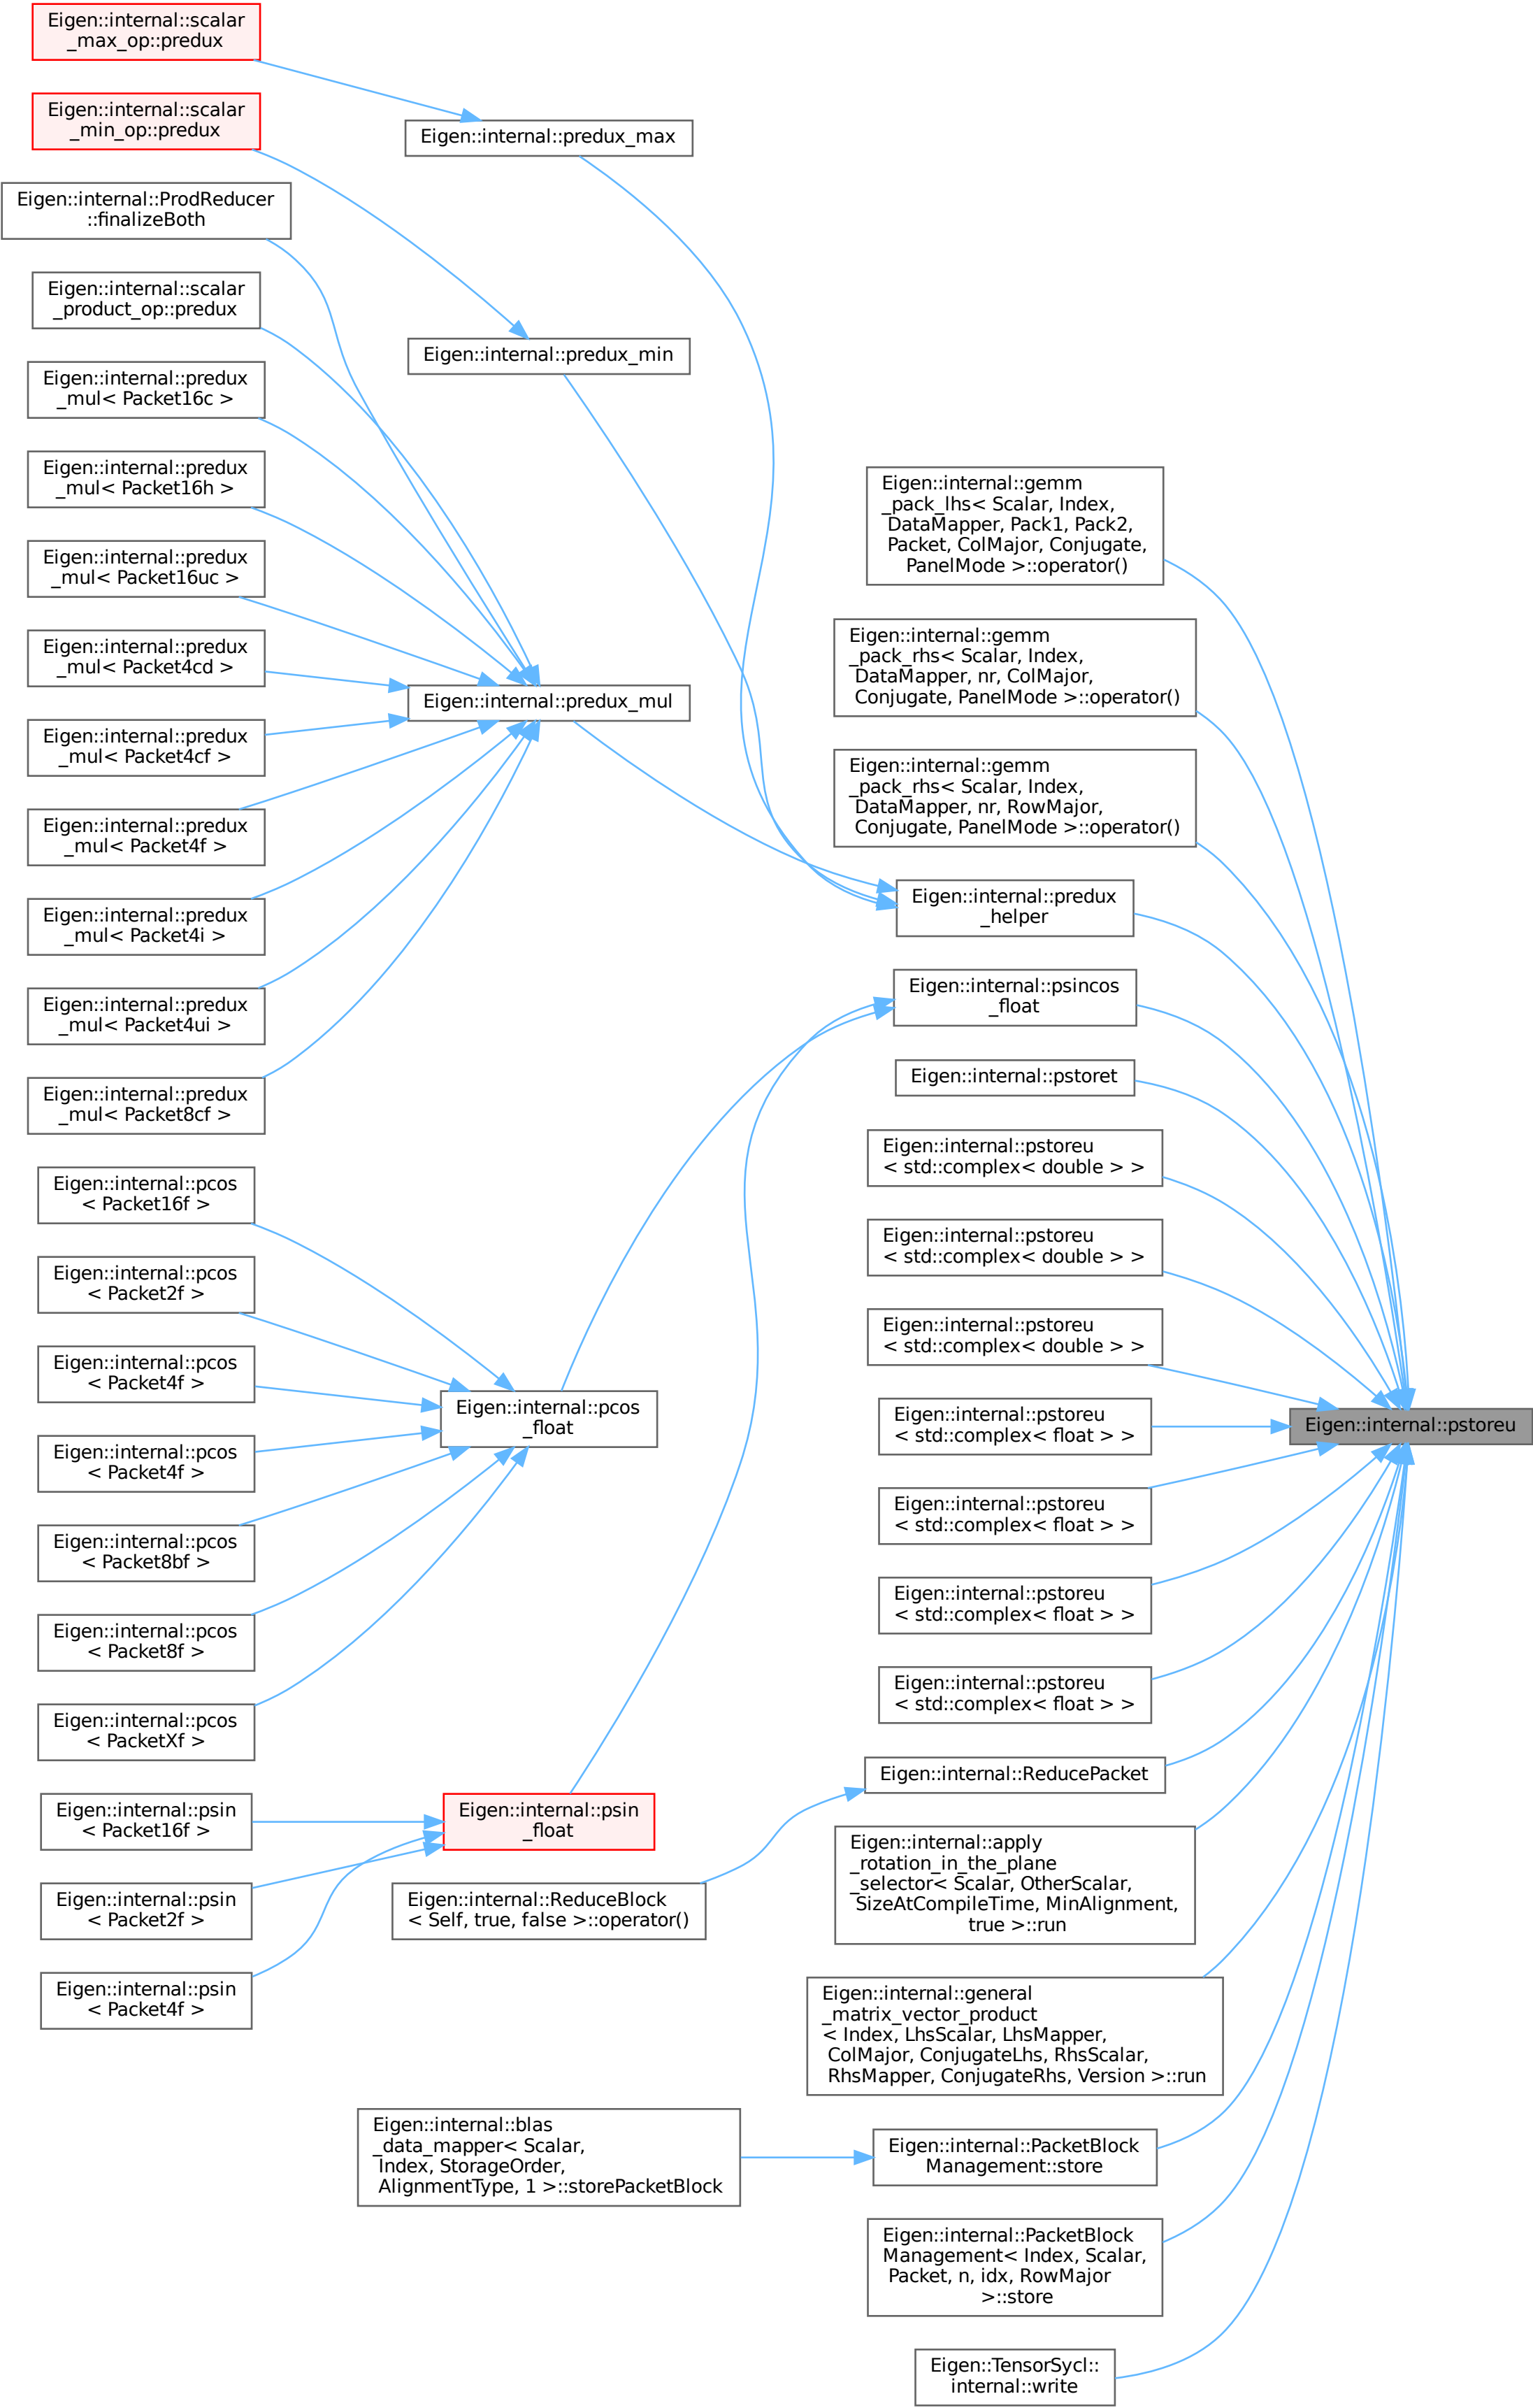 Eigen::internal::scalar
_max_op::predux
Eigen::internal::scalar
_min_op::predux
Eigen::internal::ProdReducer
::finalizeBoth
Eigen::internal::scalar
_product_op::predux
Eigen::internal::predux
_mul< Packet16c >
Eigen::internal::predux
_mul< Packet16h >
Eigen::internal::predux
_mul< Packet16uc >
Eigen::internal::predux
_mul< Packet4cd >
Eigen::internal::predux
_mul< Packet4cf >
Eigen::internal::predux
_mul< Packet4f >
Eigen::internal::predux
_mul< Packet4i >
Eigen::internal::predux
_mul< Packet4ui >
Eigen::internal::predux
_mul< Packet8cf >
Eigen::internal::pcos
< Packet16f >
Eigen::internal::pcos
< Packet2f >
Eigen::internal::pcos
< Packet4f >
Eigen::internal::pcos
< Packet4f >
Eigen::internal::pcos
< Packet8bf >
Eigen::internal::pcos
< Packet8f >
Eigen::internal::pcos
< PacketXf >
Eigen::internal::psin
< Packet16f >
Eigen::internal::psin
< Packet2f >
Eigen::internal::psin
< Packet4f >
Eigen::internal::predux_max
Eigen::internal::predux_min
Eigen::internal::predux_mul
Eigen::internal::pcos
_float
Eigen::internal::psin
_float
Eigen::internal::ReduceBlock
< Self, true, false >::operator()
Eigen::internal::blas
_data_mapper< Scalar,
Index, StorageOrder,
AlignmentType, 1 >::storePacketBlock
Eigen::internal::gemm
_pack_lhs< Scalar, Index,
DataMapper, Pack1, Pack2,
Packet, ColMajor, Conjugate,
PanelMode >::operator()
Eigen::internal::gemm
_pack_rhs< Scalar, Index,
DataMapper, nr, ColMajor,
Conjugate, PanelMode >::operator()
Eigen::internal::gemm
_pack_rhs< Scalar, Index,
DataMapper, nr, RowMajor,
Conjugate, PanelMode >::operator()
Eigen::internal::predux
_helper
Eigen::internal::psincos
_float
Eigen::internal::pstoret
Eigen::internal::pstoreu
< std::complex< double > >
Eigen::internal::pstoreu
< std::complex< double > >
Eigen::internal::pstoreu
< std::complex< double > >
Eigen::internal::pstoreu
< std::complex< float > >
Eigen::internal::pstoreu
< std::complex< float > >
Eigen::internal::pstoreu
< std::complex< float > >
Eigen::internal::pstoreu
< std::complex< float > >
Eigen::internal::ReducePacket
Eigen::internal::apply
_rotation_in_the_plane
_selector< Scalar, OtherScalar,
SizeAtCompileTime, MinAlignment,
true >::run
Eigen::internal::general
_matrix_vector_product
< Index, LhsScalar, LhsMapper,
ColMajor, ConjugateLhs, RhsScalar,
RhsMapper, ConjugateRhs, Version >::run
Eigen::internal::PacketBlock
Management::store
Eigen::internal::PacketBlock
Management< Index, Scalar,
Packet, n, idx, RowMajor
>::store
Eigen::TensorSycl::
internal::write
Eigen::internal::pstoreu